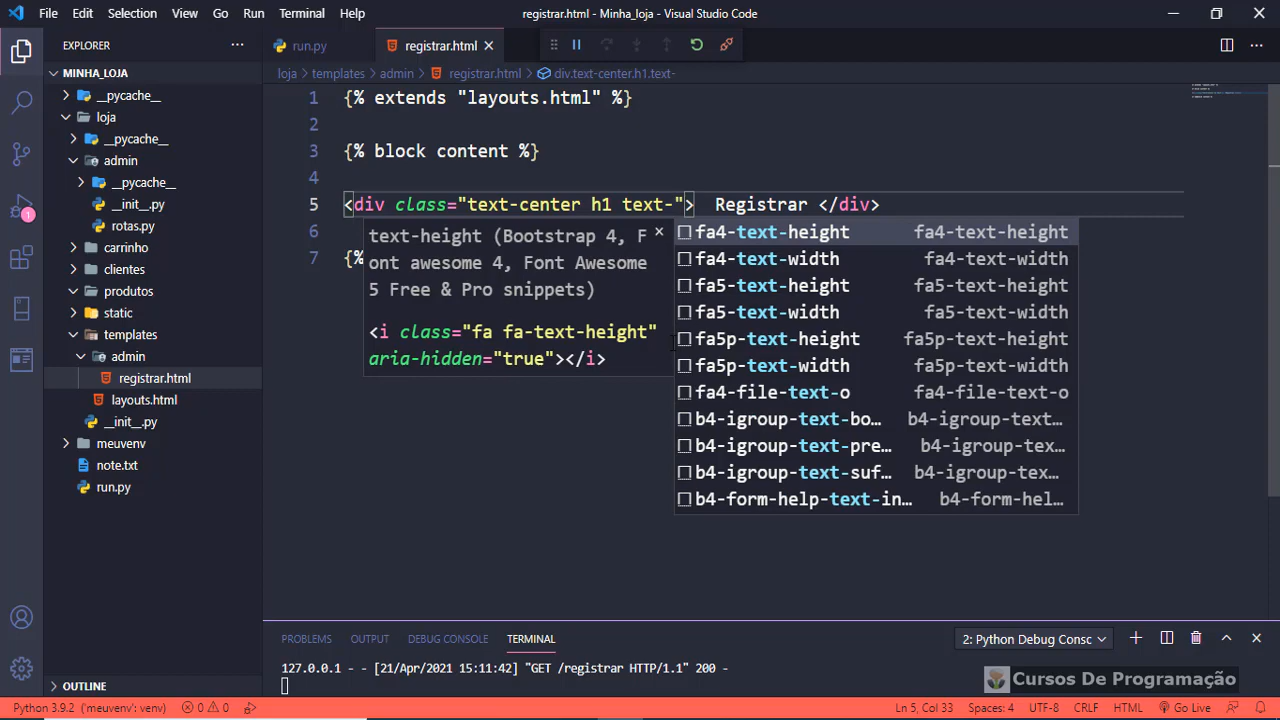 File Edit Selection View Go Run Terminal Help
registrar.html - Minha_loja - Visual Studio Code
EXPLORER
run.py
registrar.html
MINHA_LOJA
__pycache__
loja
__pycache__
admin
__pycache__
__init__.py
rotas.py
carrinho
clientes
produtos
static
templates
admin
registrar.html
layouts.html
__init__.py
meuvenv
note.txt
run.py
OUTLINE
1
loja > templates > admin > registrar.html > div.text-center.h1.text-
1 {% extends "layouts.html" %}
2
3 {% block content %}
4
5 <div class="text-center h1 text-">  Registrar </div>
6
7 {%
text-height (Bootstrap 4, F
ont awesome 4, Font Awesome
5 Free & Pro snippets)
<i class="fa fa-text-height"
aria-hidden="true"></i>
fa4-text-height fa4-text-height
fa4-text-width fa4-text-width
fa5-text-height fa5-text-height
fa5-text-width fa5-text-width
fa5p-text-height fa5p-text-height
fa5p-text-width fa5p-text-width
fa4-file-text-o fa4-file-text-o
b4-igroup-text-bo… b4-igroup-text…
b4-igroup-text-pre… b4-igroup-tex…
b4-igroup-text-suf… b4-igroup-tex…
b4-form-help-text-in… b4-form-hel…
PROBLEMS OUTPUT DEBUG CONSOLE TERMINAL
2: Python Debug Consc
127.0.0.1 - - [21/Apr/2021 15:11:42] "GET /registrar HTTP/1.1" 200 -
Cursos De Programação
Python 3.9.2 ('meuvenv': venv) 0 0
Ln 5, Col 33 Spaces: 4 UTF-8 CRLF HTML Go Live